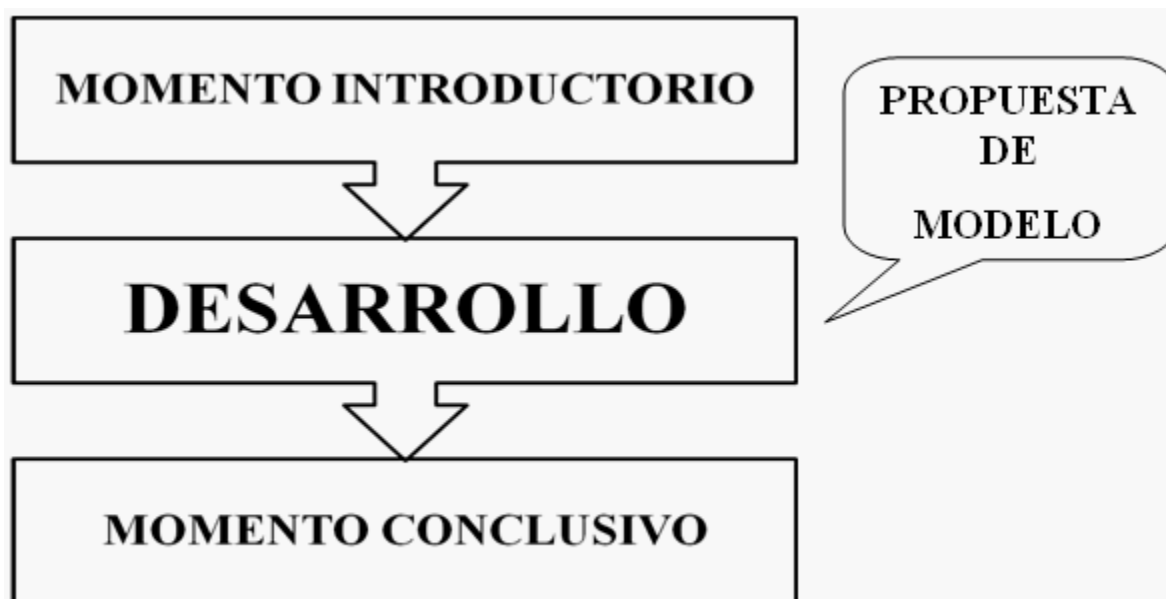 MOMENTO INTRODUCTORIO
PROPUESTA
DE
MODELO
DESARROLLO
MOMENTO CONCLUSIVO